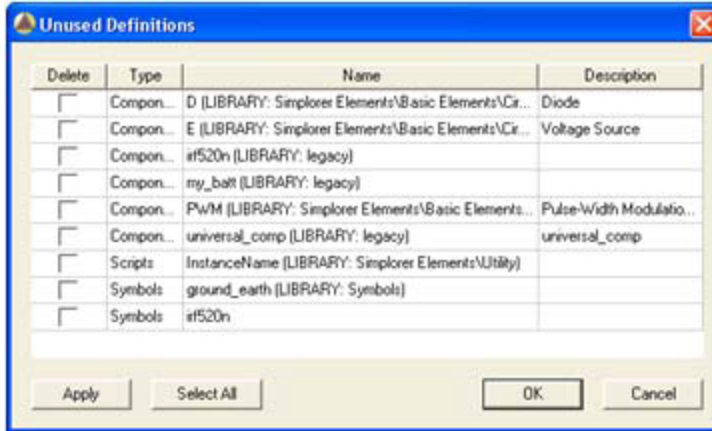 Unused Definitions
Delete Type Name Description
Compon... D (LIBRARY: Simplorer Elements\Basic Elements\Cir... Diode
Compon... E (LIBRARY: Simplorer Elements\Basic Elements\Cir... Voltage Source
Compon... irf520n (LIBRARY: legacy)
Compon... my_batt (LIBRARY: legacy)
Compon... PWM (LIBRARY: Simplorer Elements\Basic Elements... Pulse-Width Modulatio...
Compon... universal_comp (LIBRARY: legacy) universal_comp
Scripts InstanceName (LIBRARY: Simplorer Elements\Utility)
Symbols ground_earth (LIBRARY: Symbols)
Symbols irf520n
Apply Select All OK Cancel